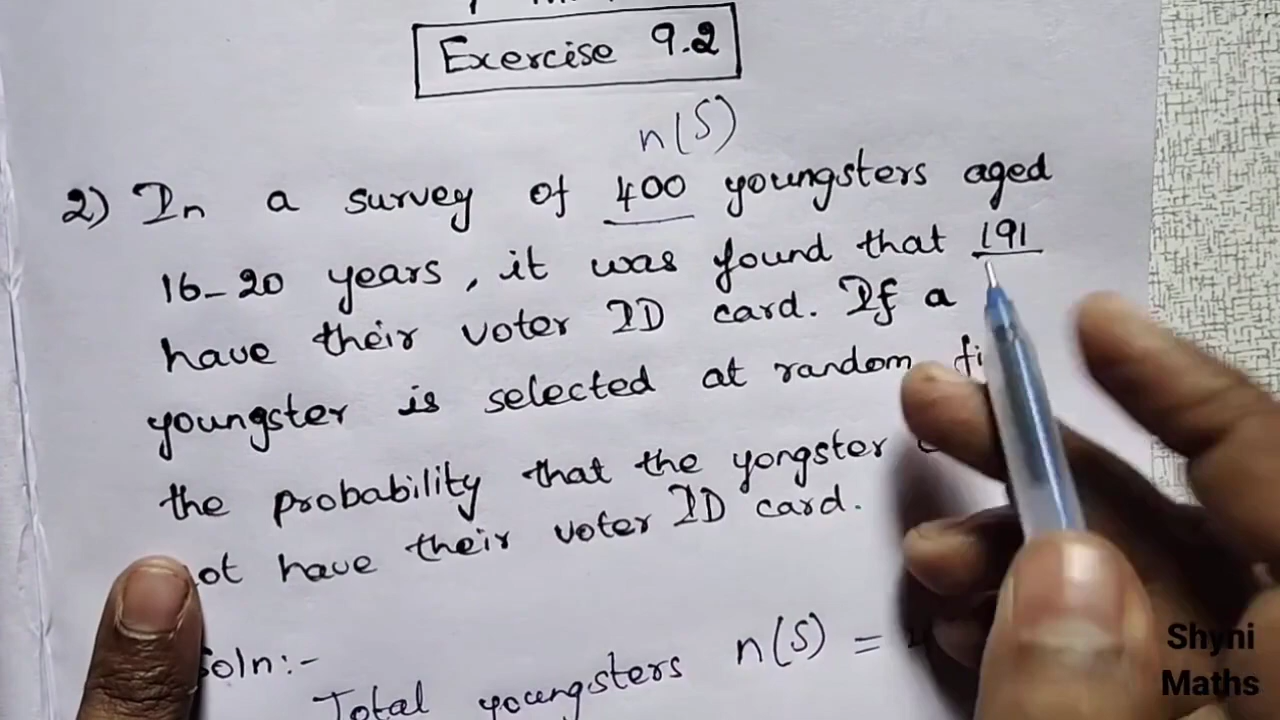 Exercise 9.2
n(S)
2) In a survey of 400 youngsters aged
16-20 years, it was found that 191
have their voter ID card. If a
youngster is selected at random
the probability that the yongster
have their voter ID card.
Soln:-
Total youngsters n(S) =
Shyni
Maths